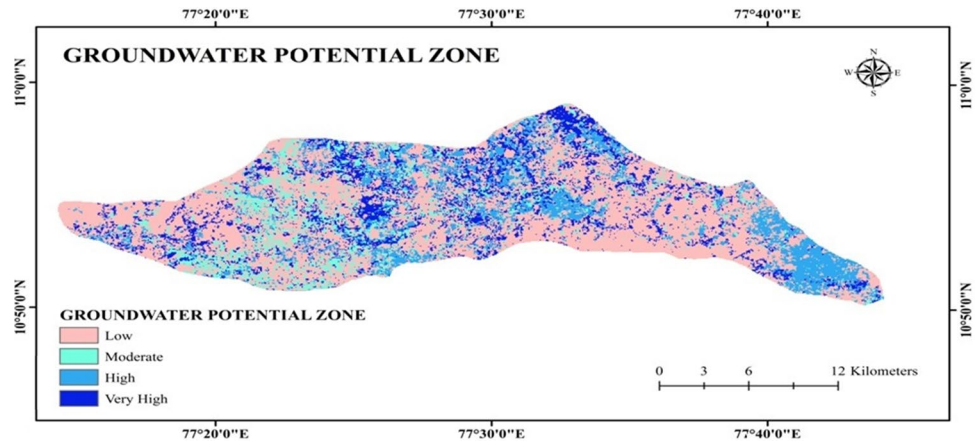 77°20'0"E 77°30'0"E 77°40'0"E
GROUNDWATER POTENTIAL ZONE
N
W E
S
11°0'0"N
11°0'0"N
10°50'0"N
10°50'0"N
GROUNDWATER POTENTIAL ZONE
Low
Moderate
High
Very High
0 3 6 12 Kilometers
77°20'0"E 77°30'0"E 77°40'0"E